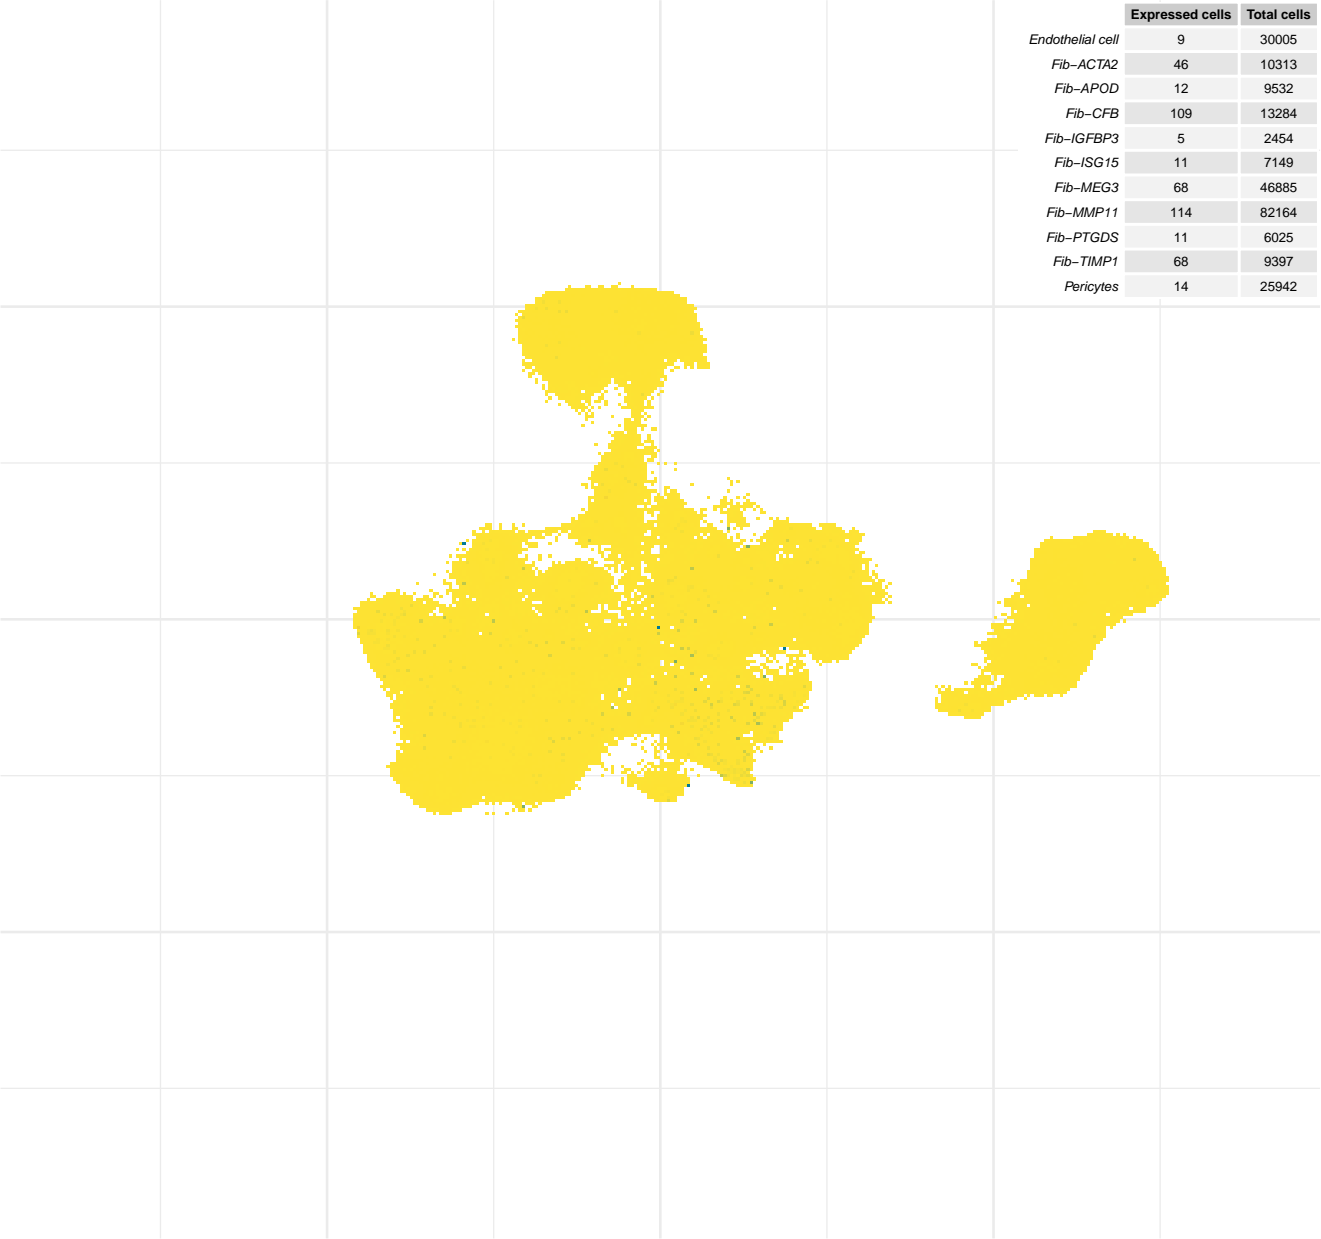 Expressed cells Total cells
Endothelial cell 9 30005
Fib−ACTA2 46 10313
Fib−APOD 12 9532
Fib−CFB 109 13284
Fib−IGFBP3 5 2454
Fib−ISG15 11 7149
Fib−MEG3 68 46885
Fib−MMP11 114 82164
Fib−PTGDS 11 6025
Fib−TIMP1 68 9397
Pericytes 14 25942